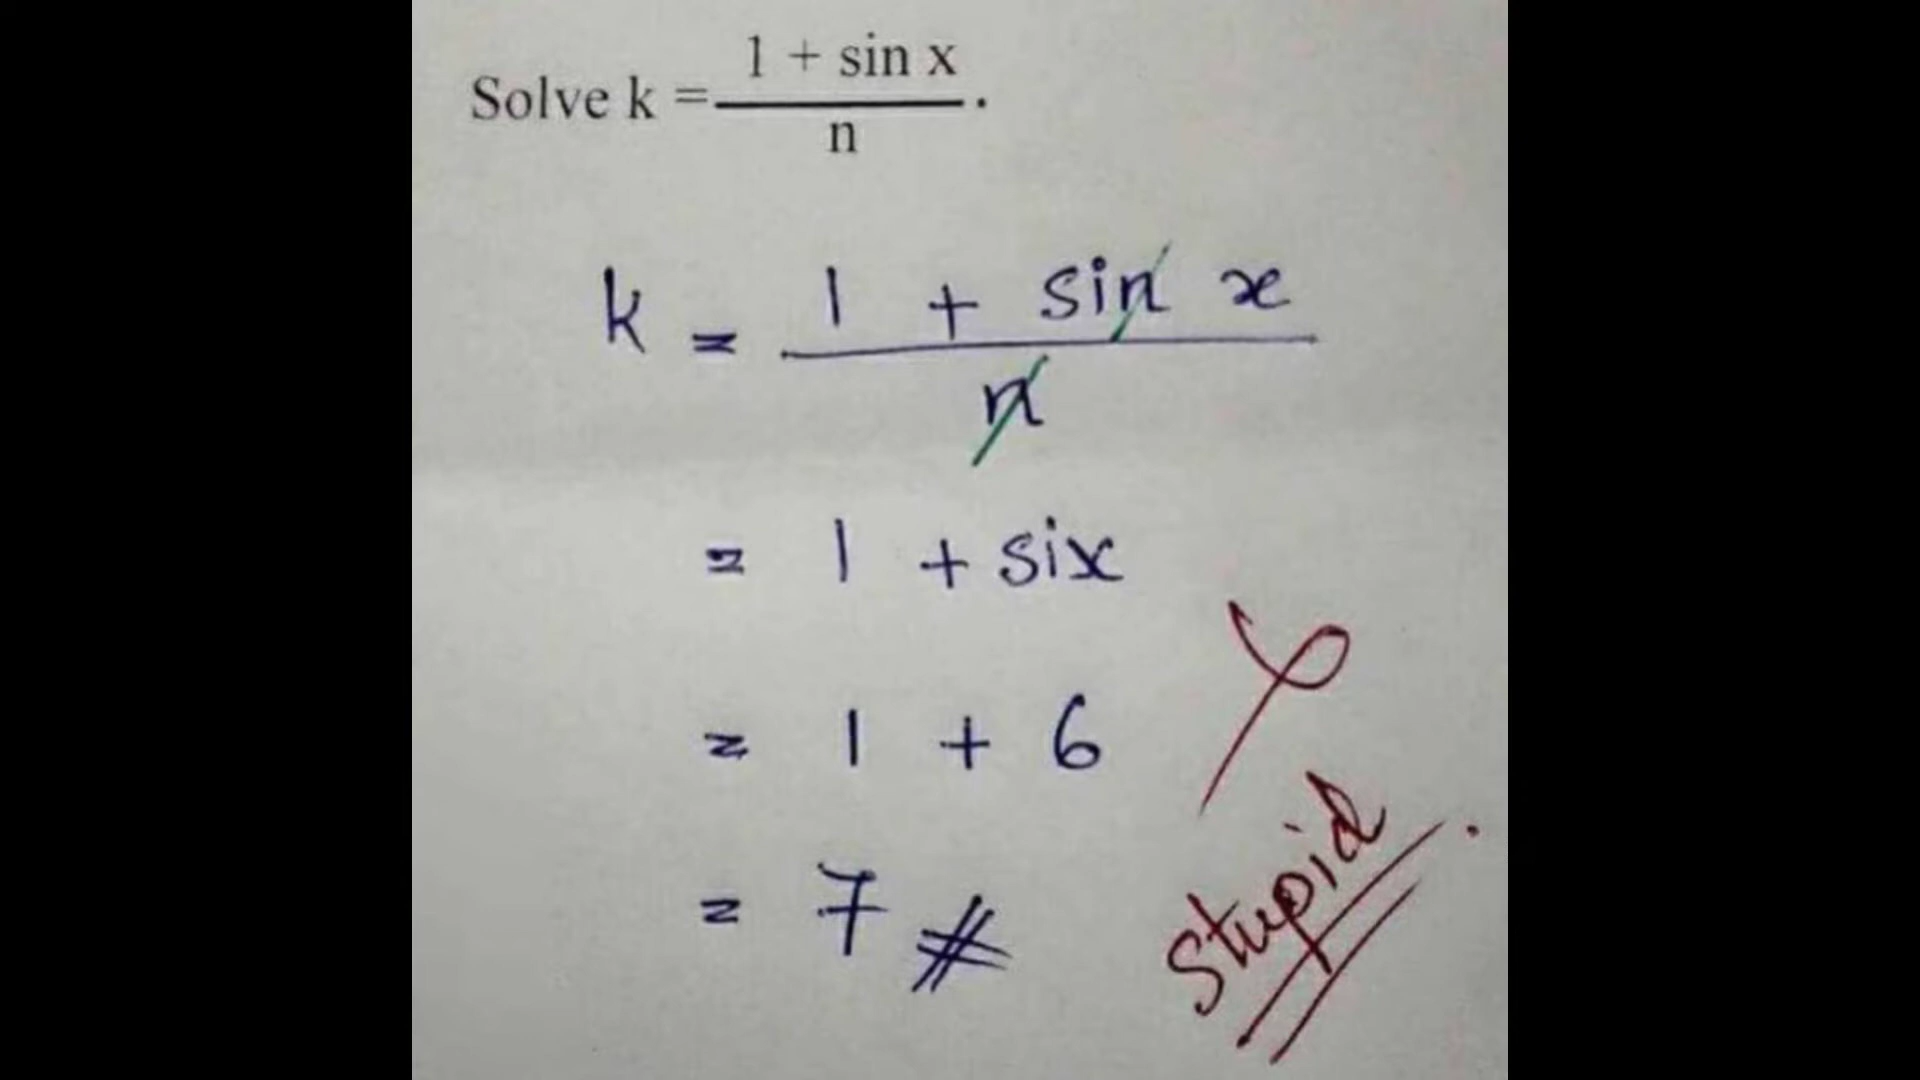 1 + sin x
Solve k = ———.
n
k = 1 + sin x
n
= 1 + six
= 1 + 6
= 7
Stupid.